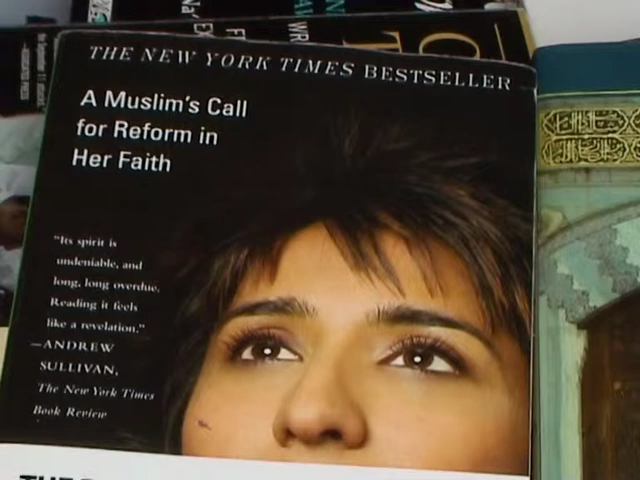 THE NEW YORK TIMES BESTSELLER
A Muslim's Call
for Reform in
Her Faith
"Its spirit is
undeniable, and
long, long overdue.
Reading it feels
like a revelation."
—ANDREW
SULLIVAN,
The New York Times
Book Review